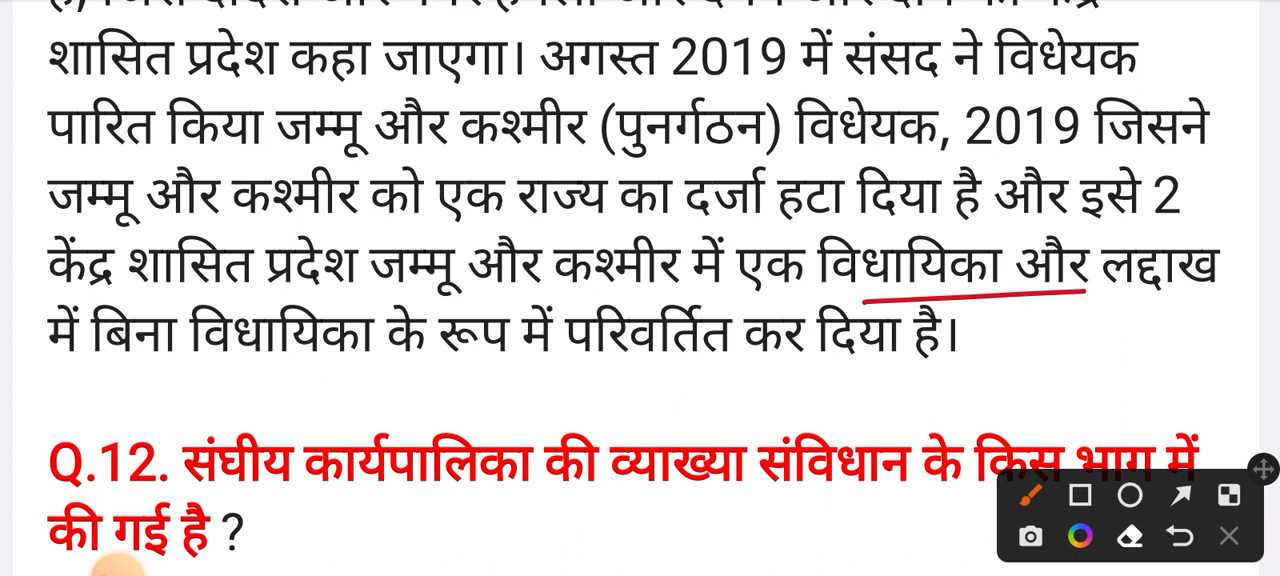 शासित प्रदेश कहा जाएगा। अगस्त 2019 में संसद ने विधेयक
पारित किया जम्मू और कश्मीर (पुनर्गठन) विधेयक, 2019 जिसने
जम्मू और कश्मीर को एक राज्य का दर्जा हटा दिया है और इसे 2
केंद्र शासित प्रदेश जम्मू और कश्मीर में एक विधायिका और लद्दाख
में बिना विधायिका के रूप में परिवर्तित कर दिया है।
Q.12. संघीय कार्यपालिका की व्याख्या संविधान के किस भाग में
की गई है ?